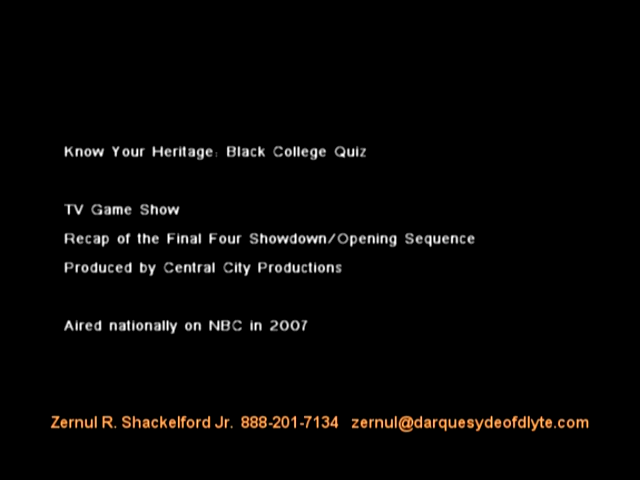 Know Your Heritage: Black College Quiz
TV Game Show
Recap of the Final Four Showdown/Opening Sequence
Produced by Central City Productions
Aired nationally on NBC in 2007
Zernul R. Shackelford Jr. 888-201-7134 zernul@darquesydeofdlyte.com